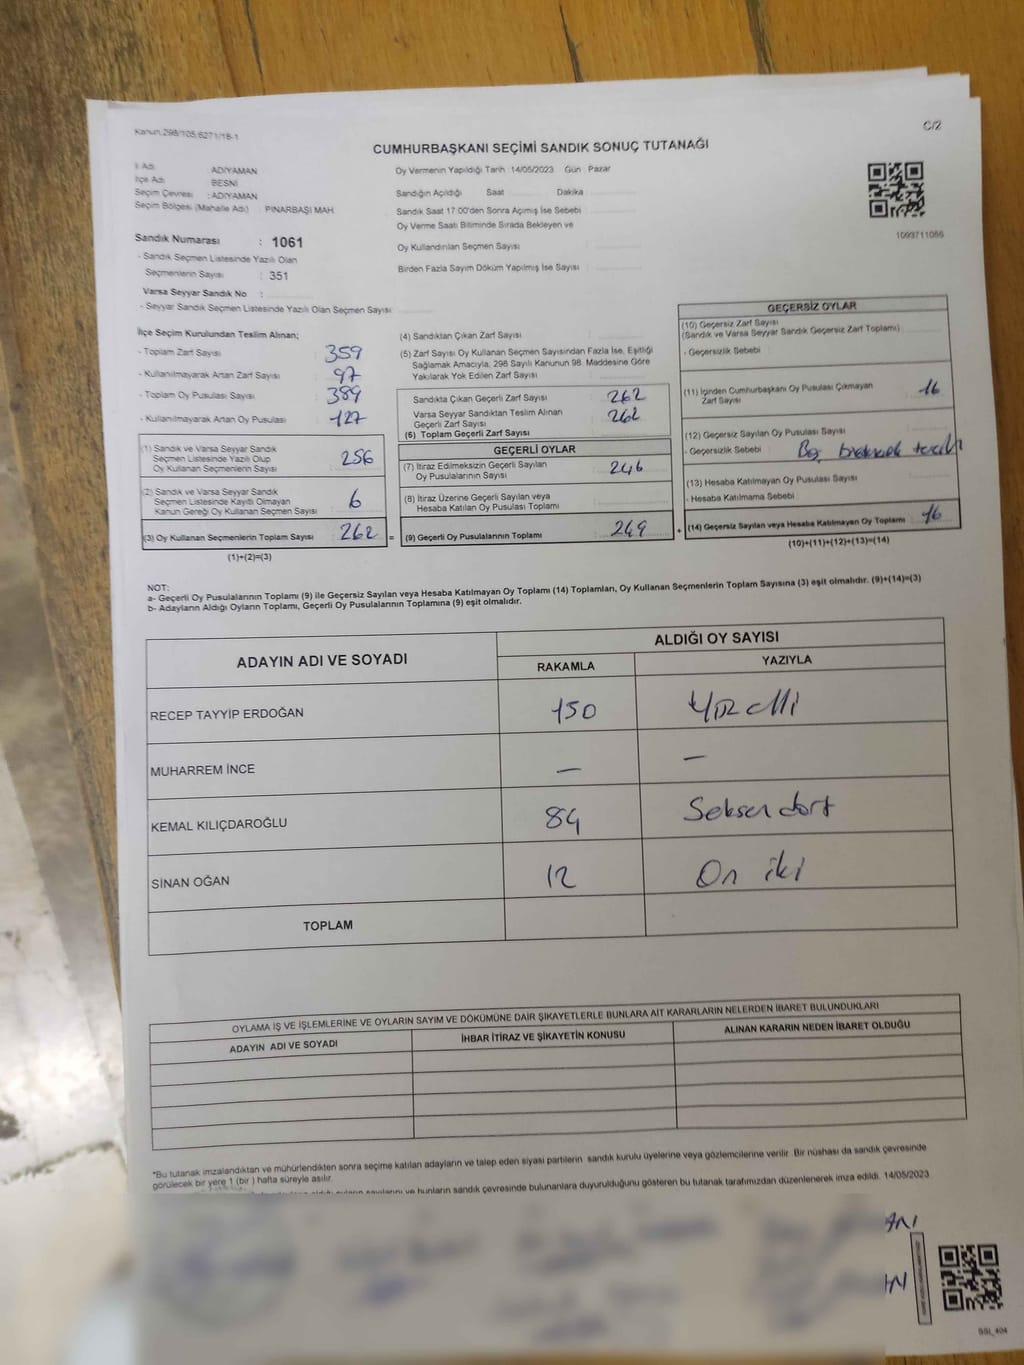 Kanun:298/105,6271/18-1
C/2
CUMHURBAŞKANI SEÇİMİ SANDIK SONUÇ TUTANAĞI
İl Adı : ADIYAMAN
İlçe Adı : BESNİ
Seçim Çevresi : ADIYAMAN
Seçim Bölgesi (Mahalle Adı) : PINARBAŞI MAH.
Sandık Numarası : 1061
- Sandık Seçmen Listesinde Yazılı Olan
Seçmenlerin Sayısı : 351
Varsa Seyyar Sandık No :
- Seyyar Sandık Seçmen Listesinde Yazılı Olan Seçmen Sayısı :
Oy Vermenin Yapıldığı Tarih : 14/05/2023 Gün : Pazar
Sandığın Açıldığı Saat Dakika
Sandık Saat 17:00'den Sonra Açımış İse Sebebi
Oy Verme Saati Bitiminde Sırada Bekleyen ve
Oy Kullandırılan Seçmen Sayısı
Birden Fazla Sayım Döküm Yapılmış İse Sayısı :
1093711066
İlçe Seçim Kurulundan Teslim Alınan;
- Toplam Zarf Sayısı : 359
- Kullanılmayarak Artan Zarf Sayısı : 97
- Toplam Oy Pusulası Sayısı : 389
- Kullanılmayarak Artan Oy Pusulası : 127
(1) Sandık ve Varsa Seyyar Sandık
Seçmen Listesinde Yazılı Olup
Oy Kullanan Seçmenlerin Sayısı 256
(2) Sandık ve Varsa Seyyar Sandık
Seçmen Listesinde Kayıtlı Olmayan
Kanun Gereği Oy Kullanan Seçmen Sayısı 6
(3) Oy Kullanan Seçmenlerin Toplam Sayısı 262
(1)+(2)=(3)
(4) Sandıktan Çıkan Zarf Sayısı
(5) Zarf Sayısı Oy Kullanan Seçmen Sayısından Fazla İse, Eşitliği
Sağlamak Amacıyla, 298 Sayılı Kanunun 98. Maddesine Göre
Yakılarak Yok Edilen Zarf Sayısı
Sandıkta Çıkan Geçerli Zarf Sayısı 262
Varsa Seyyar Sandıktan Teslim Alınan
Geçerli Zarf Sayısı 262
(6) Toplam Geçerli Zarf Sayısı
GEÇERLİ OYLAR
(7) İtiraz Edilmeksizin Geçerli Sayılan
Oy Pusulalarının Sayısı 246
(8) İtiraz Üzerine Geçerli Sayılan veya
Hesaba Katılan Oy Pusulası Toplamı
= (9) Geçerli Oy Pusulalarının Toplamı +
GEÇERSİZ OYLAR
(10) Geçersiz Zarf Sayısı
(Sandık ve Varsa Seyyar Sandık Geçersiz Zarf Toplamı)
- Geçersizlik Sebebi
(11) İçinden Cumhurbaşkanı Oy Pusulası Çıkmayan
Zarf Sayısı 16
(12) Geçersiz Sayılan Oy Pusulası Sayısı
- Geçersizlik Sebebi
(13) Hesaba Katılmayan Oy Pusulası Sayısı
- Hesaba Katılmama Sebebi
(14) Geçersiz Sayılan veya Hesaba Katılmayan Oy Toplamı 16
(10)+(11)+(12)+(13)=(14)
NOT:
a- Geçerli Oy Pusulalarının Toplamı (9) ile Geçersiz Sayılan veya Hesaba Katılmayan Oy Toplamı (14) Toplamları, Oy Kullanan Seçmenlerin Toplam Sayısına (3) eşit olmalıdır. (9)+(14)=(3)
b- Adayların Aldığı Oyların Toplamı, Geçerli Oy Pusulalarının Toplamına (9) eşit olmalıdır.
ADAYIN ADI VE SOYADI
ALDIĞI OY SAYISI
RAKAMLA YAZIYLA
RECEP TAYYİP ERDOĞAN 150 Yüz elli
MUHARREM İNCE — —
KEMAL KILIÇDAROĞLU 84 Seksen dört
SİNAN OĞAN 12 On iki
TOPLAM
OYLAMA İŞ VE İŞLEMLERİNE VE OYLARIN SAYIM VE DÖKÜMÜNE DAİR ŞİKAYETLERLE BUNLARA AİT KARARLARIN NELERDEN İBARET BULUNDUKLARI
ADAYIN ADI VE SOYADI İHBAR İTİRAZ VE ŞİKAYETİN KONUSU ALINAN KARARIN NEDEN İBARET OLDUĞU
*Bu tutanak imzalandıktan ve mühürlendikten sonra seçime katılan adayların ve talep eden siyasi partilerin sandık kurulu üyelerine veya gözlemcilerine verilir. Bir nüshası da sandık çevresinde
görülecek bir yere 1 (bir) hafta süreyle asılır.
sandık çevresinde bulunanlara duyurulduğunu gösteren bu tutanak tarafımızdan düzenlenerek imza edildi. 14/05/2023
SSI_404